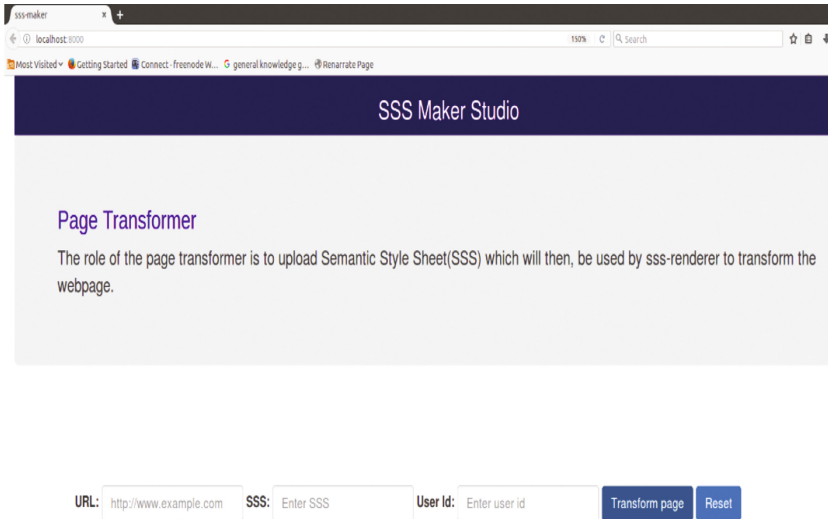 sss-maker x +
localhost:8000 150% C Search
Most Visited Getting Started Connect - freenode W... G general knowledge g... Renarrate Page
SSS Maker Studio
Page Transformer
The role of the page transformer is to upload Semantic Style Sheet(SSS) which will then, be used by sss-renderer to transform the
webpage.
URL: http://www.example.com SSS: Enter SSS User Id: Enter user id Transform page Reset